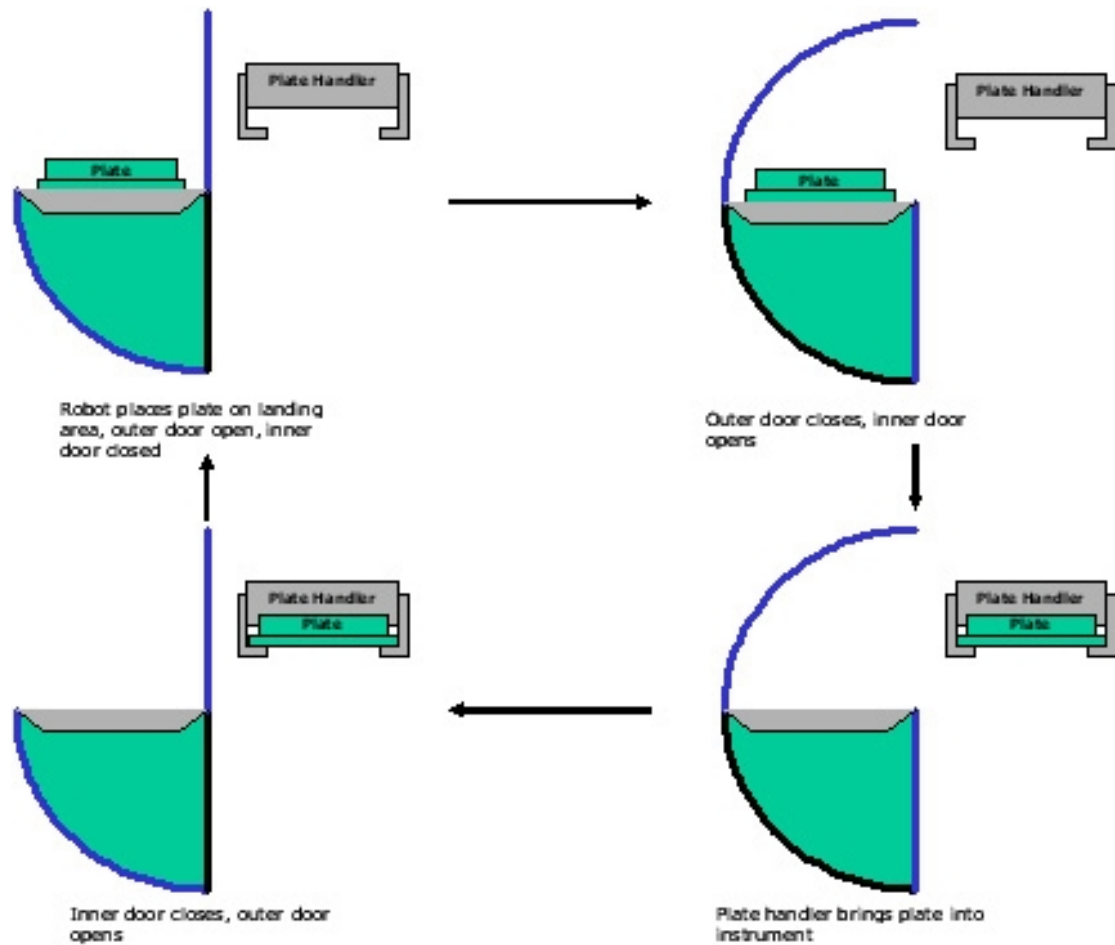 Plate Handler
Plate
Robot places plate on landing
area, outer door open, inner
door closed
Plate Handler
Plate
Outer door closes, inner door
opens
Plate Handler
Plate
Plate handler brings plate into
instrument
Plate Handler
Plate
Inner door closes, outer door
opens